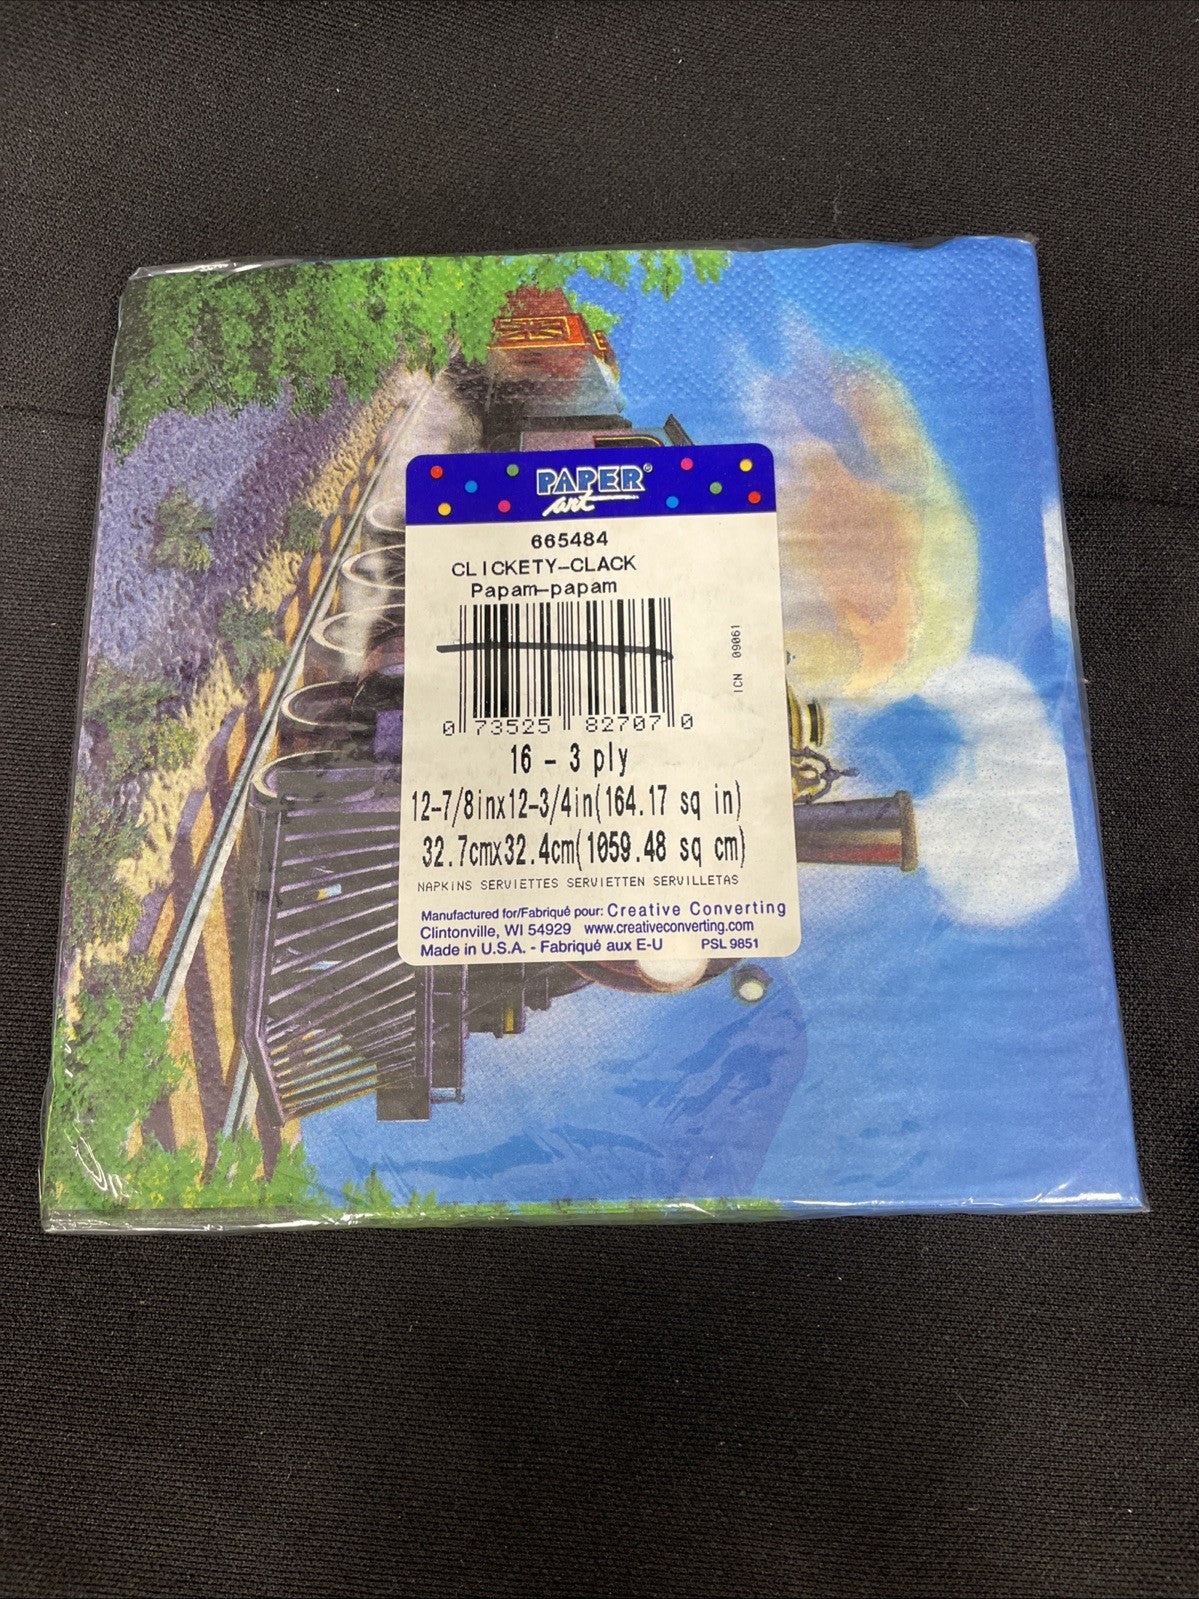 PAPER®
art
665484
CLICKETY-CLACK
Papam-papam
ICN 09061
0 73525 82707 0
16 - 3 ply
12-7/8inx12-3/4in(164.17 sq in)
32.7cmx32.4cm(1059.48 sq cm)
NAPKINS SERVIETTES SERVIETTEN SERVILLETAS
Manufactured for/Fabriqué pour: Creative Converting
Clintonville, WI 54929 www.creativeconverting.com
Made in U.S.A. - Fabriqué aux E-U PSL 9851